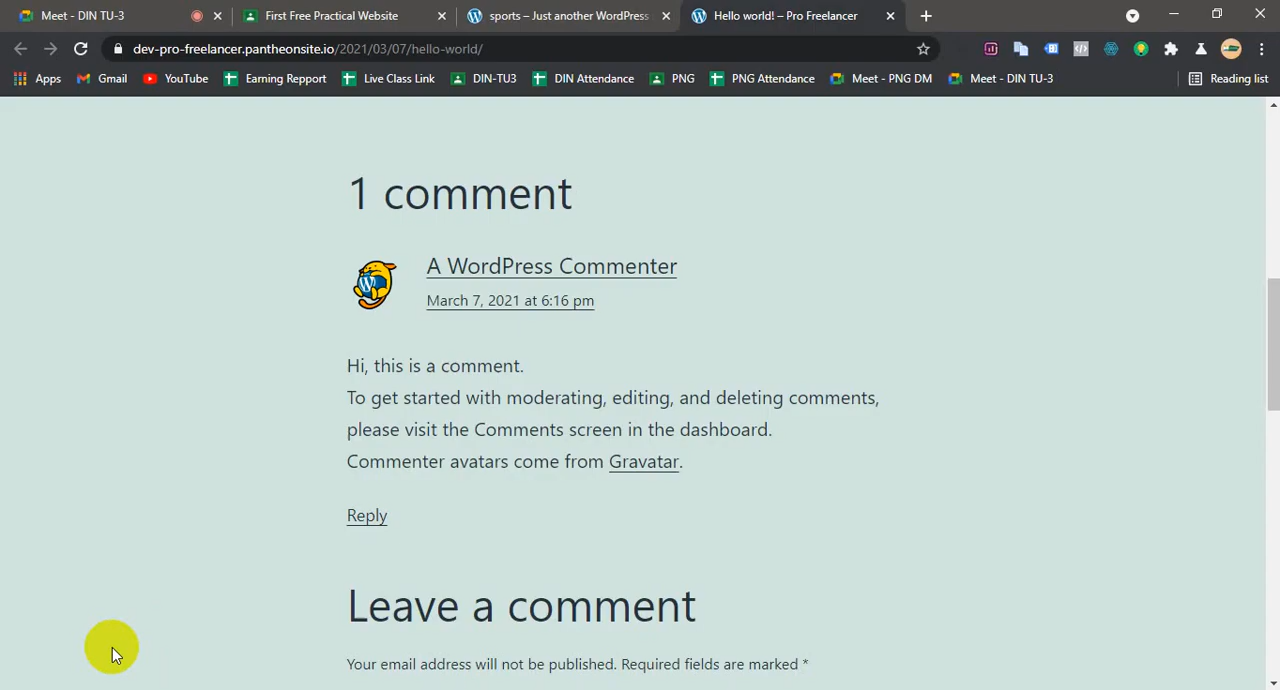 Meet - DIN TU-3
First Free Practical Website
sports – Just another WordPress
Hello world! – Pro Freelancer
dev-pro-freelancer.pantheonsite.io/2021/03/07/hello-world/
Apps Gmail YouTube Earning Repport Live Class Link DIN-TU3 DIN Attendance PNG PNG Attendance Meet - PNG DM Meet - DIN TU-3 Reading list
1 comment
A WordPress Commenter
March 7, 2021 at 6:16 pm
Hi, this is a comment.
To get started with moderating, editing, and deleting comments,
please visit the Comments screen in the dashboard.
Commenter avatars come from Gravatar.
Reply
Leave a comment
Your email address will not be published. Required fields are marked *